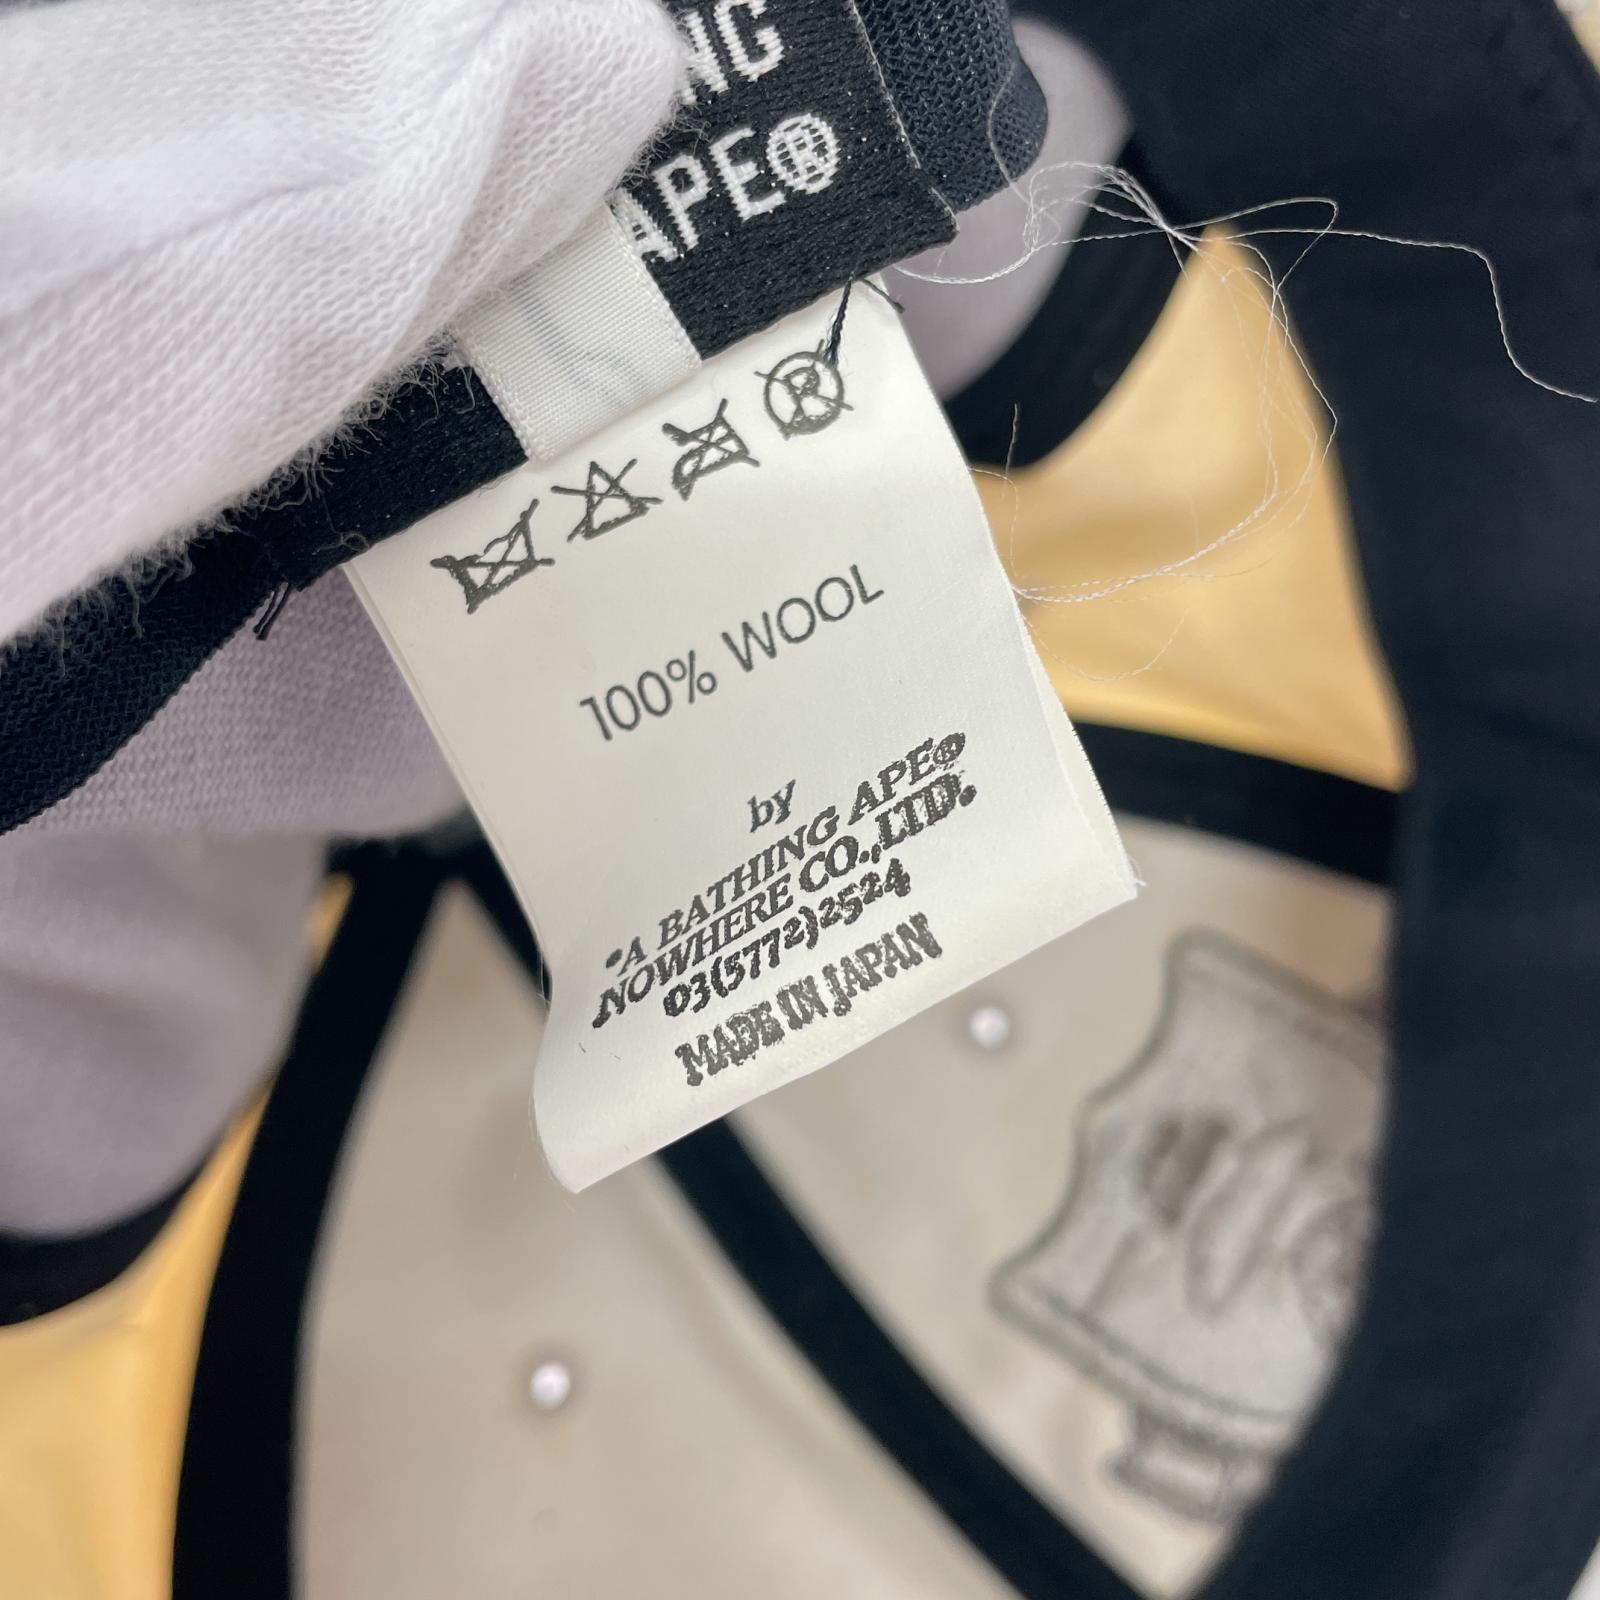 APE®
100% WOOL
by
*A BATHING APE®
NOWHERE CO.,LTD.
03(5772)2524
MADE IN JAPAN